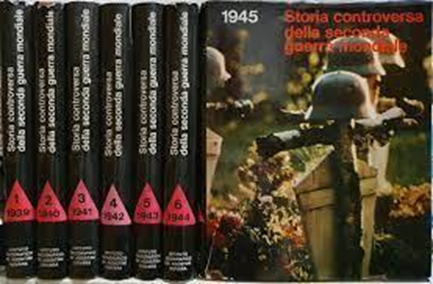 Storia controversa
della seconda guerra mondiale
1
1939
Storia controversa
della seconda guerra mondiale
2
1940
Storia controversa
della seconda guerra mondiale
3
1941
Storia controversa
della seconda guerra mondiale
4
1942
Storia controversa
della seconda guerra mondiale
5
1943
Storia controversa
della seconda guerra mondiale
6
1944
1945
Storia controversa
della seconda
guerra mondiale